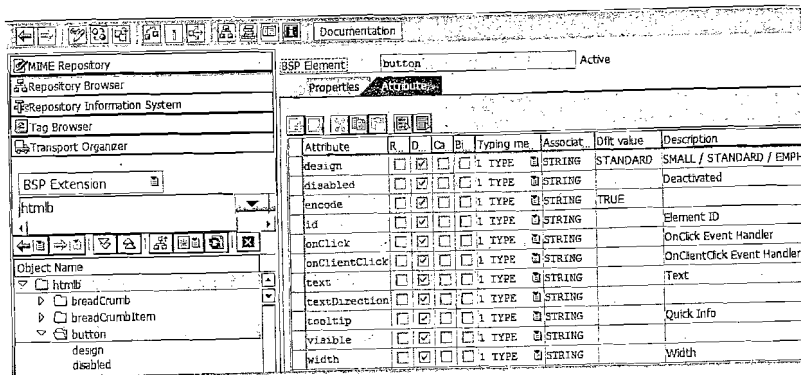 Documentation
MIME Repository
Repository Browser
Repository Information System
Tag Browser
Transport Organizer
BSP Extension
htmlb
Object Name
htmlb
breadCrumb
breadCrumbItem
button
design
disabled
BSP Element button Active
Properties Attribute
Attribute R.. D... Ca Bi.. Typing me Associat.. Dflt value Description
design 1 TYPE STRING STANDARD SMALL / STANDARD / EMPH
disabled 1 TYPE STRING Deactivated
encode 1 TYPE STRING TRUE
id 1 TYPE STRING Element ID
onClick 1 TYPE STRING OnClick Event Handler
onClientClick 1 TYPE STRING OnClientClick Event Handler
text 1 TYPE STRING Text
textDirection 1 TYPE STRING
tooltip 1 TYPE STRING Quick Info
visible 1 TYPE STRING
width 1 TYPE STRING Width